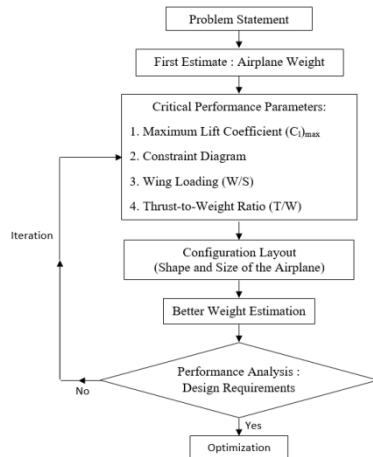 Problem Statement
First Estimate : Airplane Weight
Critical Performance Parameters:
1. Maximum Lift Coefficient (Cₗ)ₘₐₓ
2. Constraint Diagram
3. Wing Loading (W/S)
4. Thrust-to-Weight Ratio (T/W)
Iteration
Configuration Layout
(Shape and Size of the Airplane)
Better Weight Estimation
Performance Analysis :
Design Requirements
No
Yes
Optimization